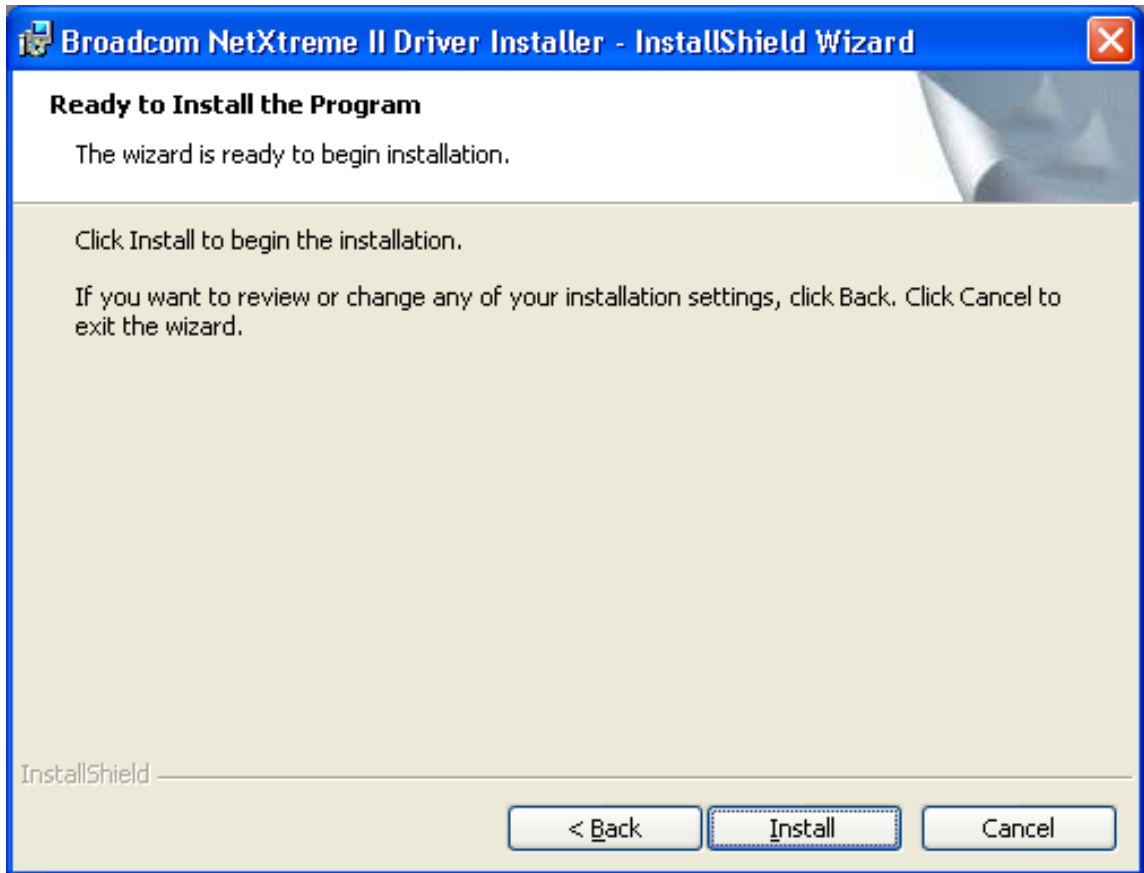 Broadcom NetXtreme II Driver Installer - InstallShield Wizard
Ready to Install the Program
The wizard is ready to begin installation.
Click Install to begin the installation.
If you want to review or change any of your installation settings, click Back. Click Cancel to
exit the wizard.
InstallShield
< Back
Install
Cancel